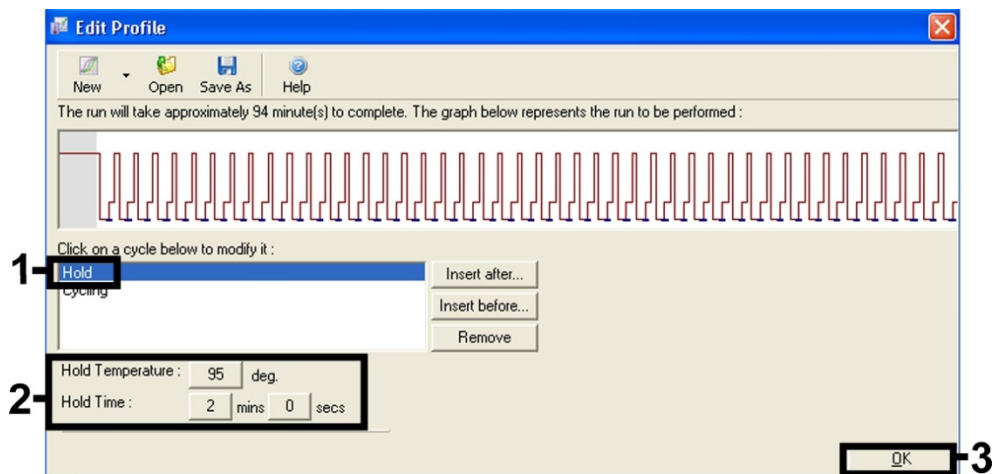 Edit Profile
New Open Save As Help
The run will take approximately 94 minute(s) to complete. The graph below represents the run to be performed :
Click on a cycle below to modify it :
1
Hold
Cycling
Insert after...
Insert before...
Remove
2
Hold Temperature : 95 deg.
Hold Time : 2 mins 0 secs
OK
3